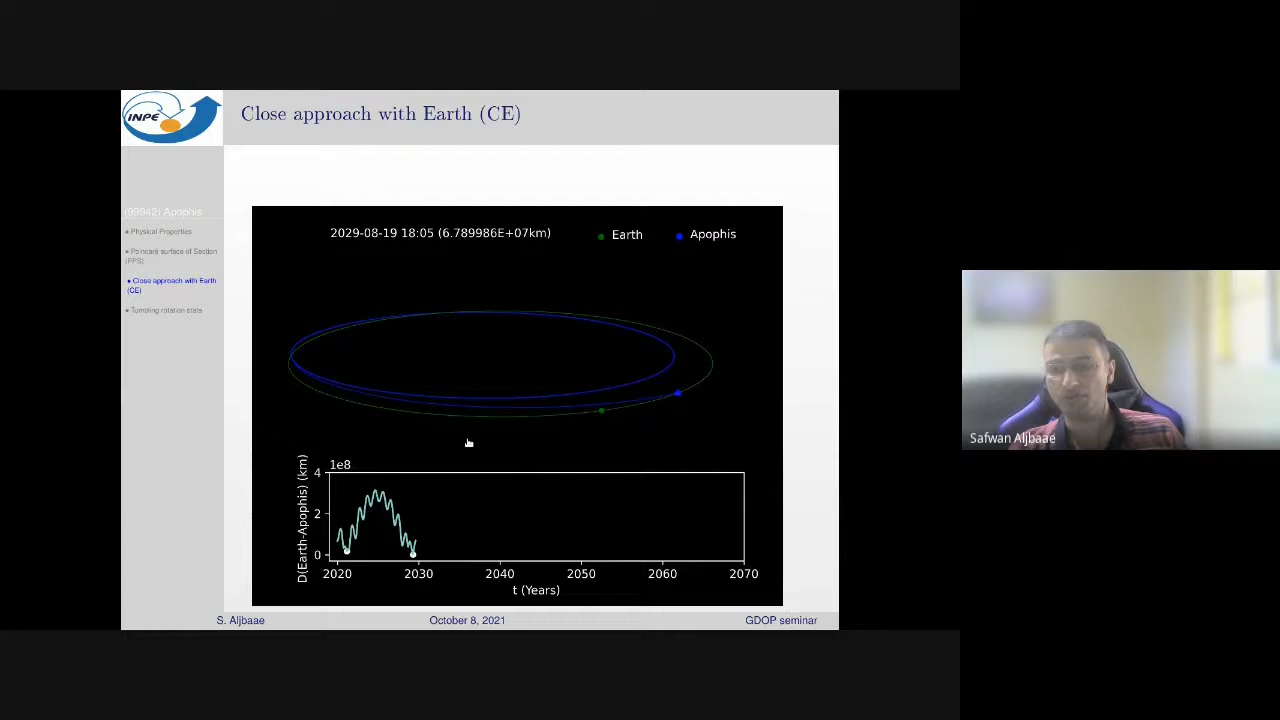 INPE
Close approach with Earth (CE)
(99942) Apophis
• Physical Properties
• Poincaré surface of Section
(PPS)
• Close approach with Earth
(CE)
• Tumbling rotation state
2029-08-19 18:05 (6.789986E+07km)
Earth
Apophis
1e8
D(Earth-Apophis) (km)
4
2
0
2020 2030 2040 2050 2060 2070
t (Years)
S. Aljbaae October 8, 2021 GDOP seminar
Safwan Aljbaae